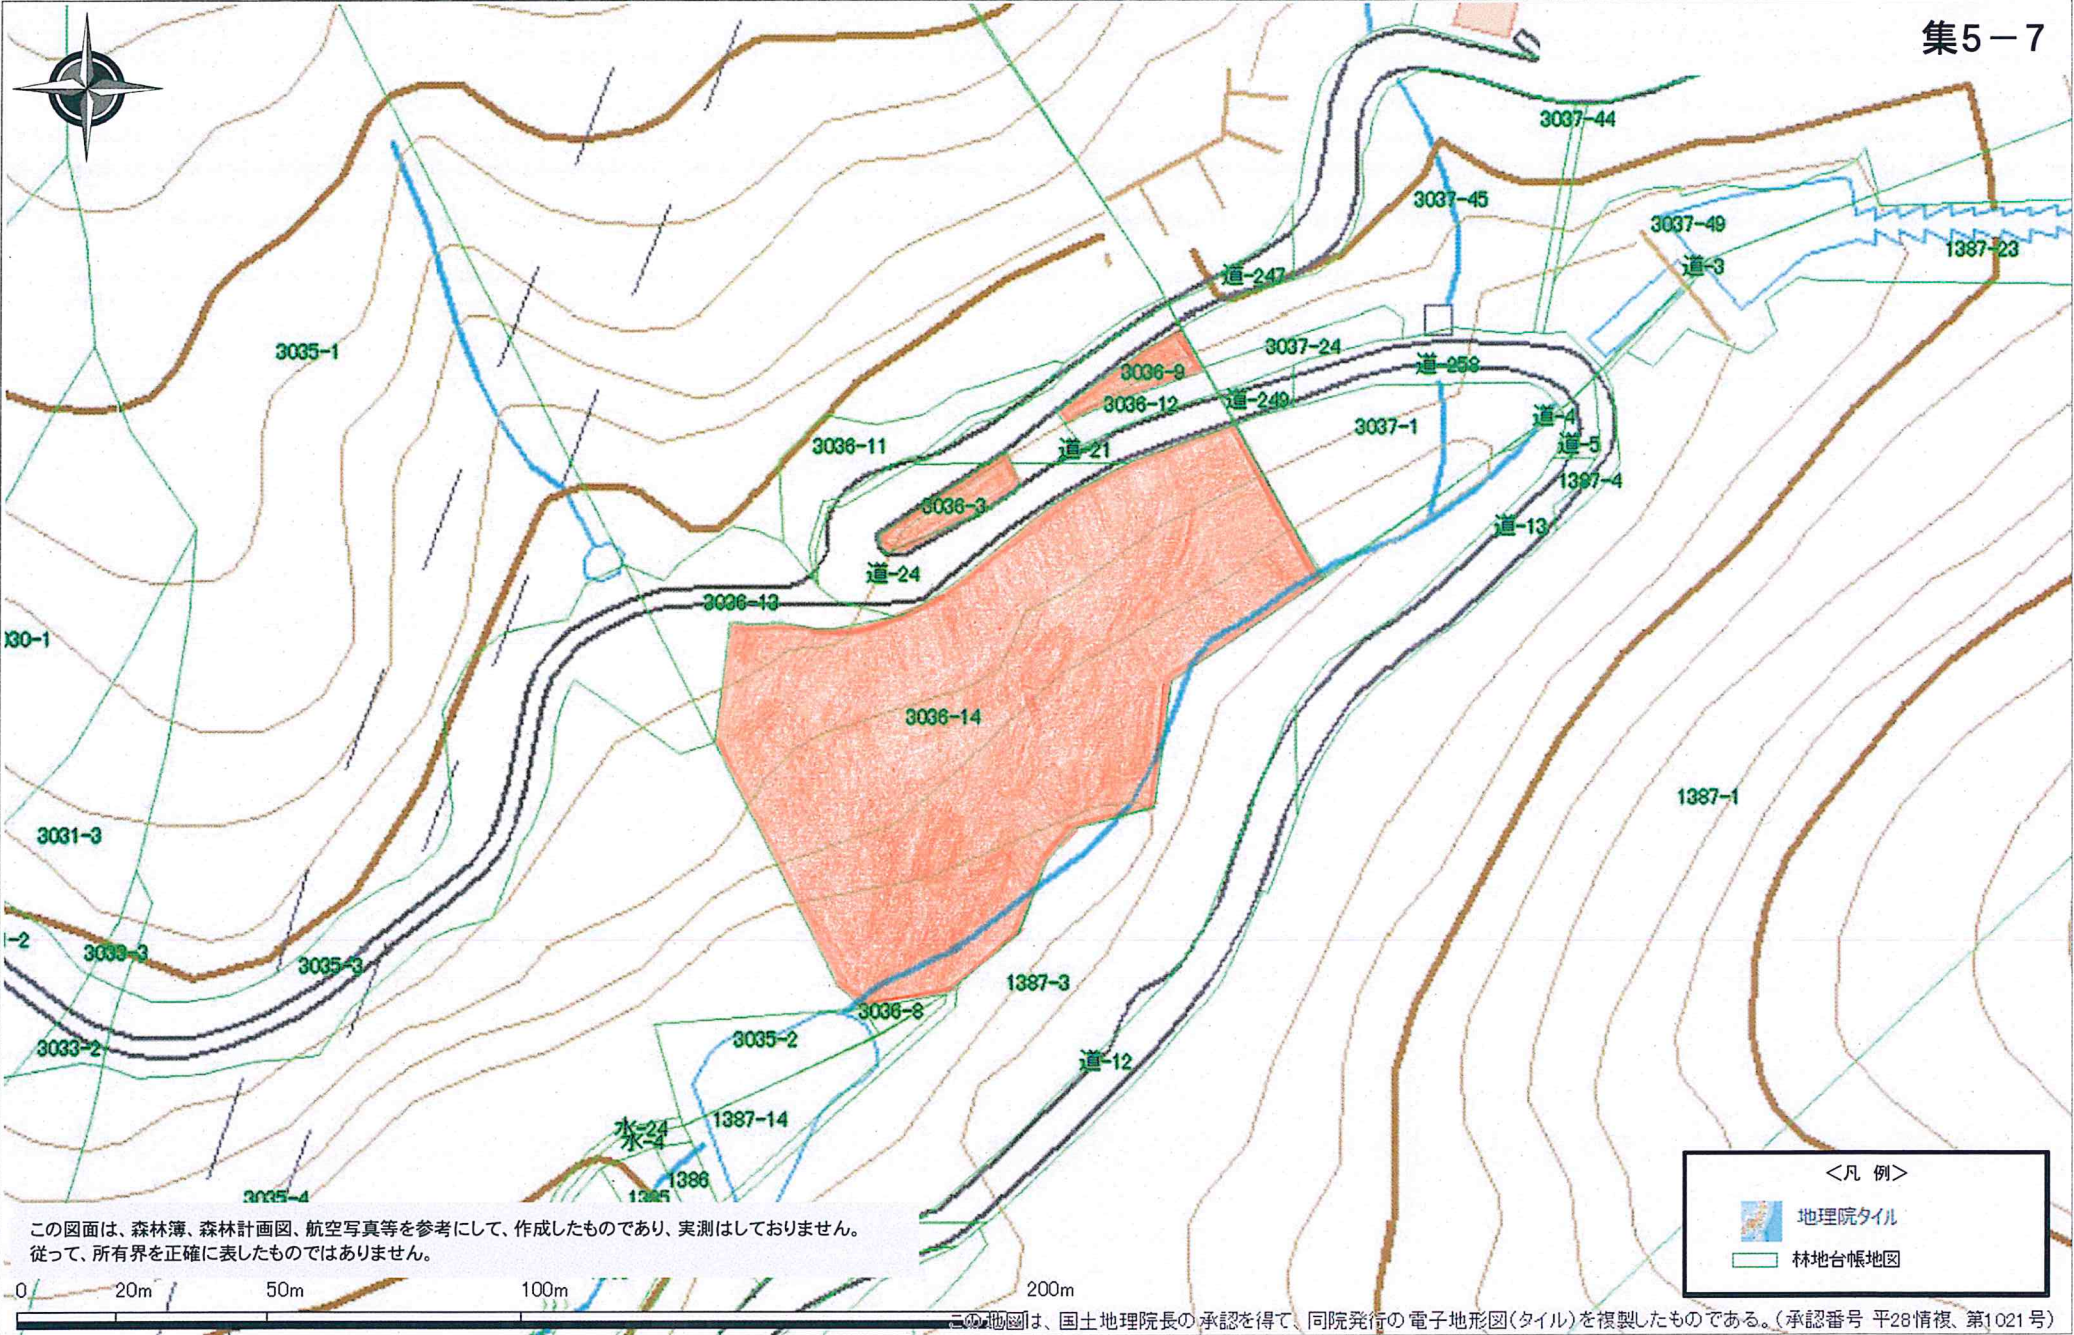 集5－7
3037-44
3037-45
3037-49
1387-23
道-3
道-247
3035-1
3037-24
道-258
3036-9
3036-12
道-249
道-4
3037-1
道-5
3036-11
道-21
1387-4
3036-3
道-13
道-24
3036-13
3036-14
1387-1
3031-3
-2
3035-3
1387-3
3036-8
3035-2
3033-2
道-12
1387-14
水-24
水-4
1386
1385
3035-4
＜凡 例＞
地理院タイル
林地台帳地図
この図面は、森林簿、森林計画図、航空写真等を参考にして、作成したものであり、実測はしておりません。
従って、所有界を正確に表したものではありません。
0 20m 50m 100m 200m
この地図は、国土地理院長の承認を得て、同院発行の電子地形図(タイル)を複製したものである。(承認番号 平28情複、第1021号)